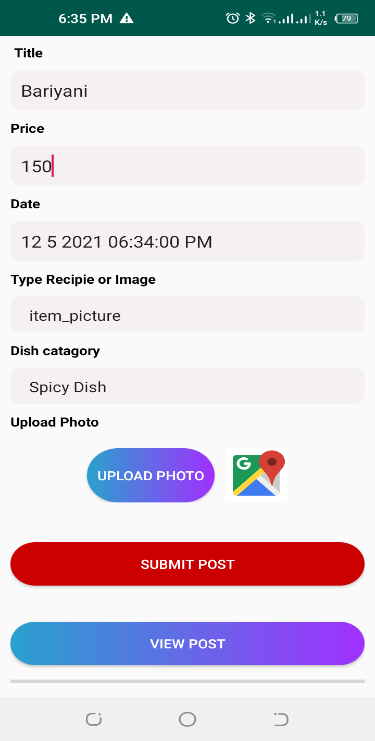 6:35 PM 1.1 K/s 79
Title
Bariyani
Price
150
Date
12 5 2021 06:34:00 PM
Type Recipie or Image
item_picture
Dish catagory
Spicy Dish
Upload Photo
UPLOAD PHOTO G
SUBMIT POST
VIEW POST